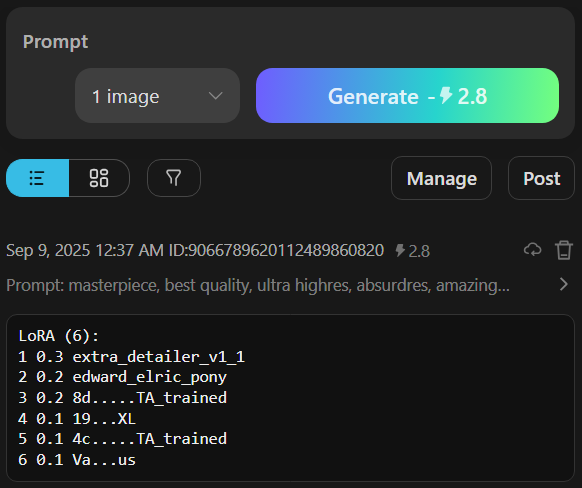 Prompt
1 image
Generate - 2.8
Manage
Post
Sep 9, 2025 12:37 AM ID:9066789620112489860820 2.8
Prompt: masterpiece, best quality, ultra highres, absurdres, amazing...
LoRA (6):
1 0.3 extra_detailer_v1_1
2 0.2 edward_elric_pony
3 0.2 8d.....TA_trained
4 0.1 19...XL
5 0.1 4c.....TA_trained
6 0.1 Va...us